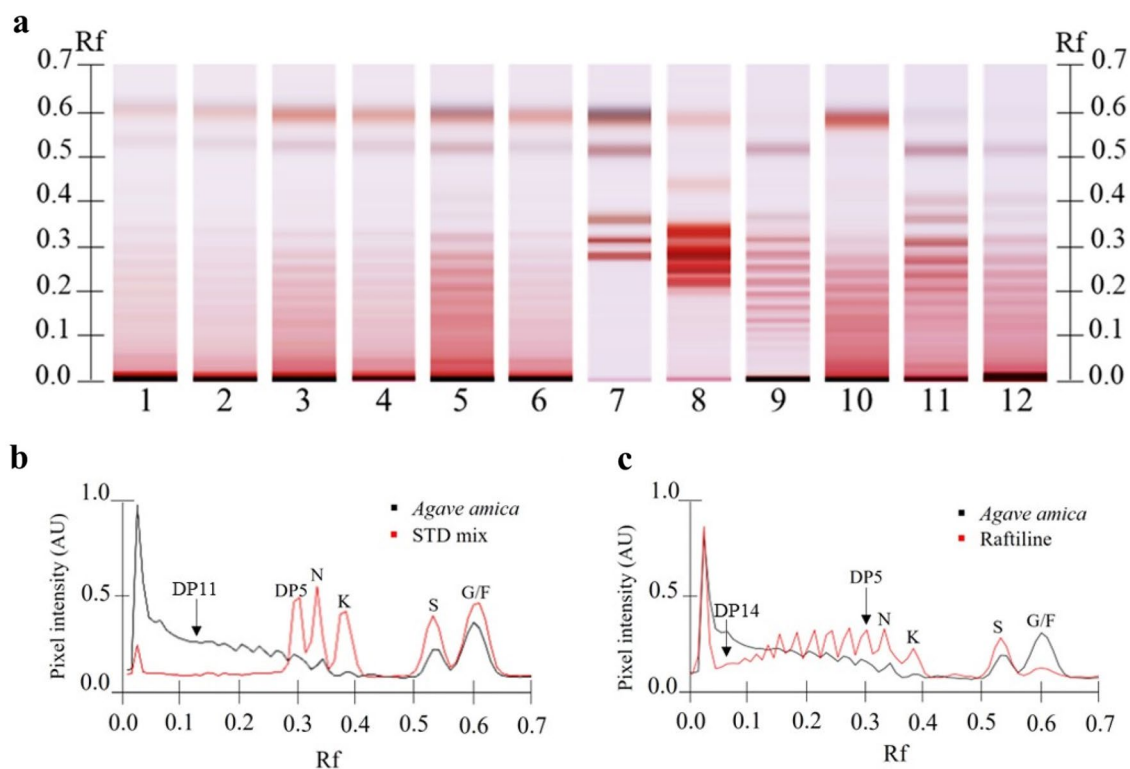 a
Rf
0.7
0.6
0.5
0.4
0.3
0.2
0.1
0.0
Rf
0.7
0.6
0.5
0.4
0.3
0.2
0.1
0.0
1 2 3 4 5 6 7 8 9 10 11 12
b
Pixel intensity (AU)
1.0
0.5
0.0
Agave amica
STD mix
DP11
DP5
N
K
S
G/F
0.0 0.1 0.2 0.3 0.4 0.5 0.6 0.7
Rf
c
Pixel intensity (AU)
1.0
0.5
0.0
Agave amica
Raftiline
DP14
DP5
N
K
S
G/F
0.0 0.1 0.2 0.3 0.4 0.5 0.6 0.7
Rf